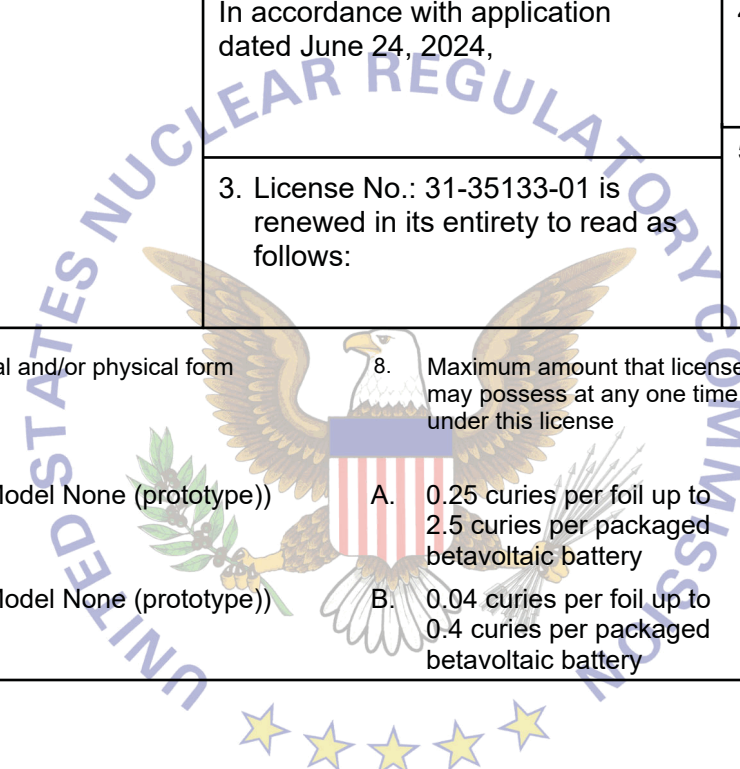 In accordance with application
dated June 24, 2024,
3. License No.: 31-35133-01 is
renewed in its entirety to read as
follows:
al and/or physical form
8. Maximum amount that license
may possess at any one time
under this license
Model None (prototype))
A. 0.25 curies per foil up to
2.5 curies per packaged
betavoltaic battery
Model None (prototype))
B. 0.04 curies per foil up to
0.4 curies per packaged
betavoltaic battery
UNITED STATES NUCLEAR REGULATORY COMMISSION